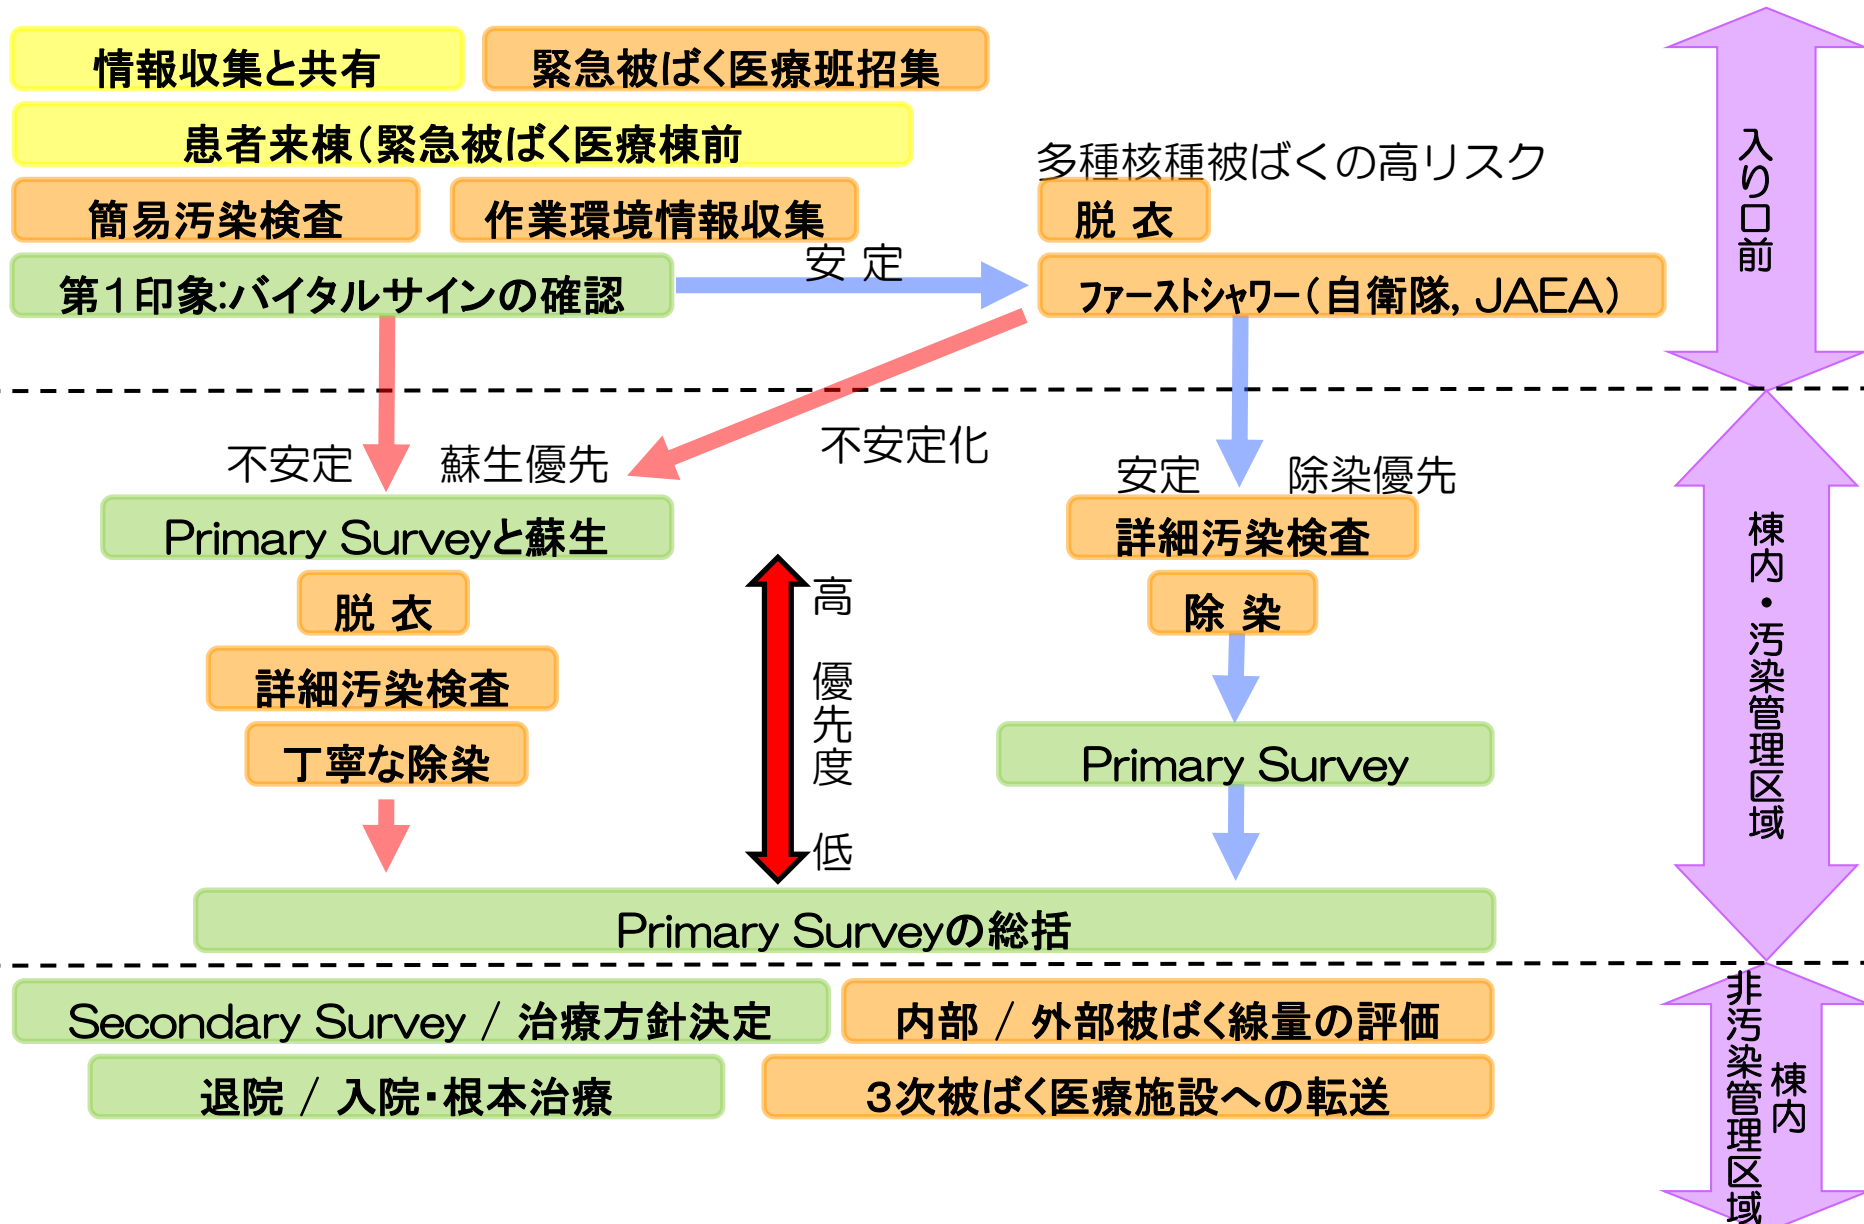 情報収集と共有
緊急被ばく医療班招集
患者来棟(緊急被ばく医療棟前
多種核種被ばくの高リスク
簡易汚染検査
作業環境情報収集
脱 衣
安 定
第1印象:バイタルサインの確認
ファーストシャワー(自衛隊, JAEA)
入り口前
不安定
蘇生優先
不安定化
安定
除染優先
Primary Surveyと蘇生
脱 衣
詳細汚染検査
丁寧な除染
高 優先度 低
詳細汚染検査
除 染
Primary Survey
Primary Surveyの総括
棟内・汚染管理区域
Secondary Survey / 治療方針決定
内部 / 外部被ばく線量の評価
退院 / 入院・根本治療
3次被ばく医療施設への転送
棟内
非汚染管理区域